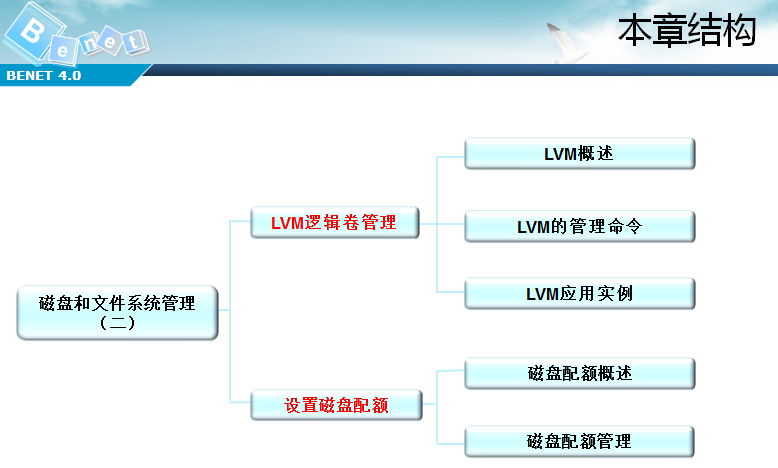 Benet
本章结构
BENET 4.0
LVM概述
LVM逻辑卷管理
LVM的管理命令
LVM应用实例
磁盘和文件系统管理
（二）
磁盘配额概述
设置磁盘配额
磁盘配额管理